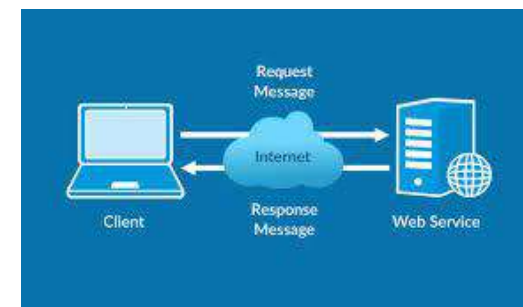 Request
Message
Internet
Client
Response
Message
Web Service